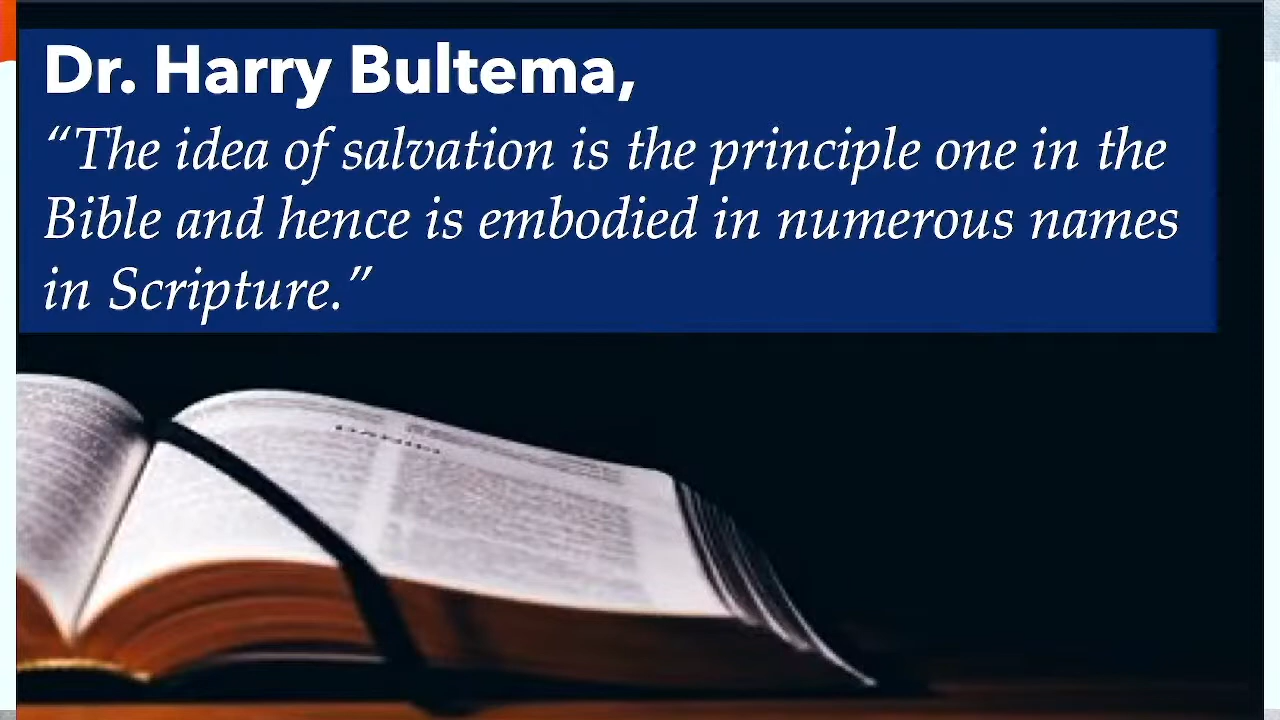 Dr. Harry Bultema,
“The idea of salvation is the principle one in the
Bible and hence is embodied in numerous names
in Scripture.”
DANIEL